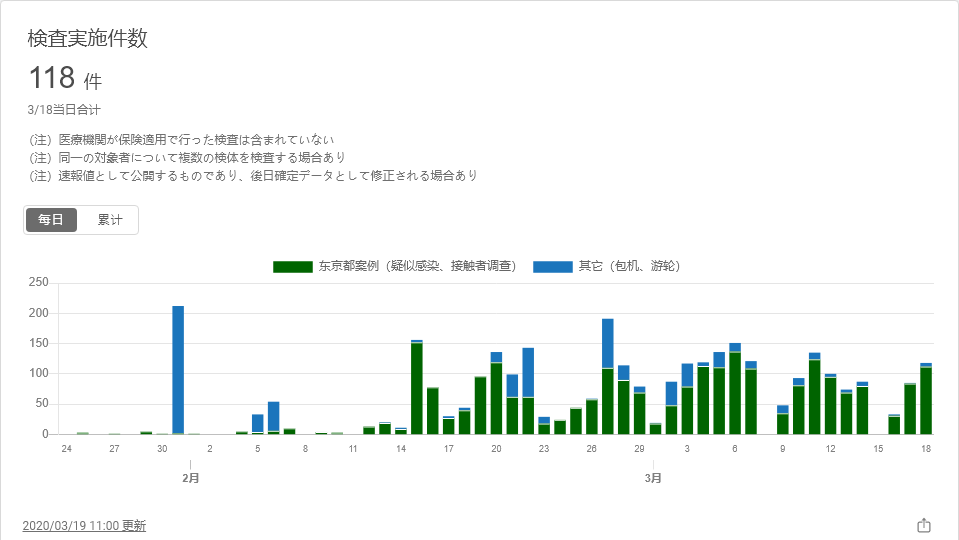 検査実施件数
118 件
3/18当日合计
（注）医療機関が保険適用で行った検査は含まれていない
（注）同一の対象者について複数の検体を検査する場合あり
（注）速報値として公開するものであり、後日確定データとして修正される場合あり
每日 累计
东京都案例（疑似感染、接触者调查） 其它（包机、游轮）
250
200
150
100
50
0
24 27 30 2 5 8 11 14 17 20 23 26 29 3 6 9 12 15 18
2月 3月
2020/03/19 11:00 更新